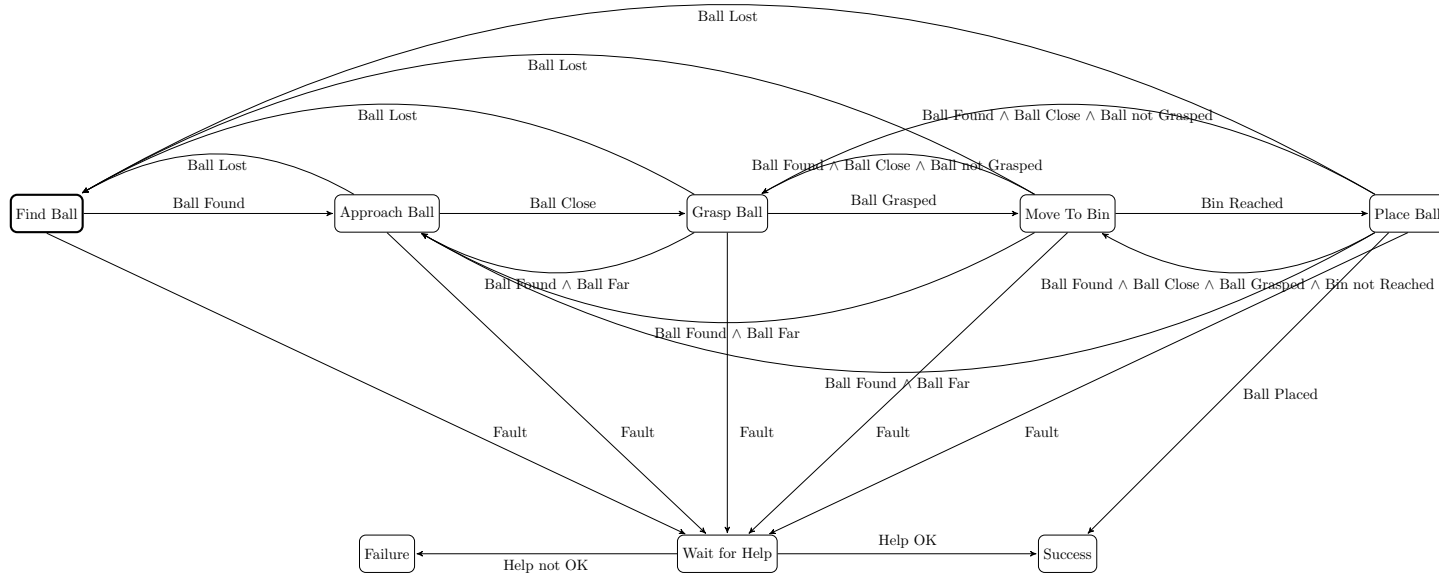 Ball Lost
Ball Lost
Ball Lost
Ball Found ∧ Ball Close ∧ Ball not Grasped
Ball Lost
Ball Found ∧ Ball Close ∧ Ball not Grasped
Find Ball
Ball Found
Approach Ball
Ball Close
Grasp Ball
Ball Grasped
Move To Bin
Bin Reached
Place Ball
Ball Found ∧ Ball Far
Ball Found ∧ Ball Close ∧ Ball Grasped ∧ Bin not Reached
Ball Found ∧ Ball Far
Ball Found ∧ Ball Far
Ball Placed
Fault
Fault
Fault
Fault
Fault
Failure
Help not OK
Wait for Help
Help OK
Success